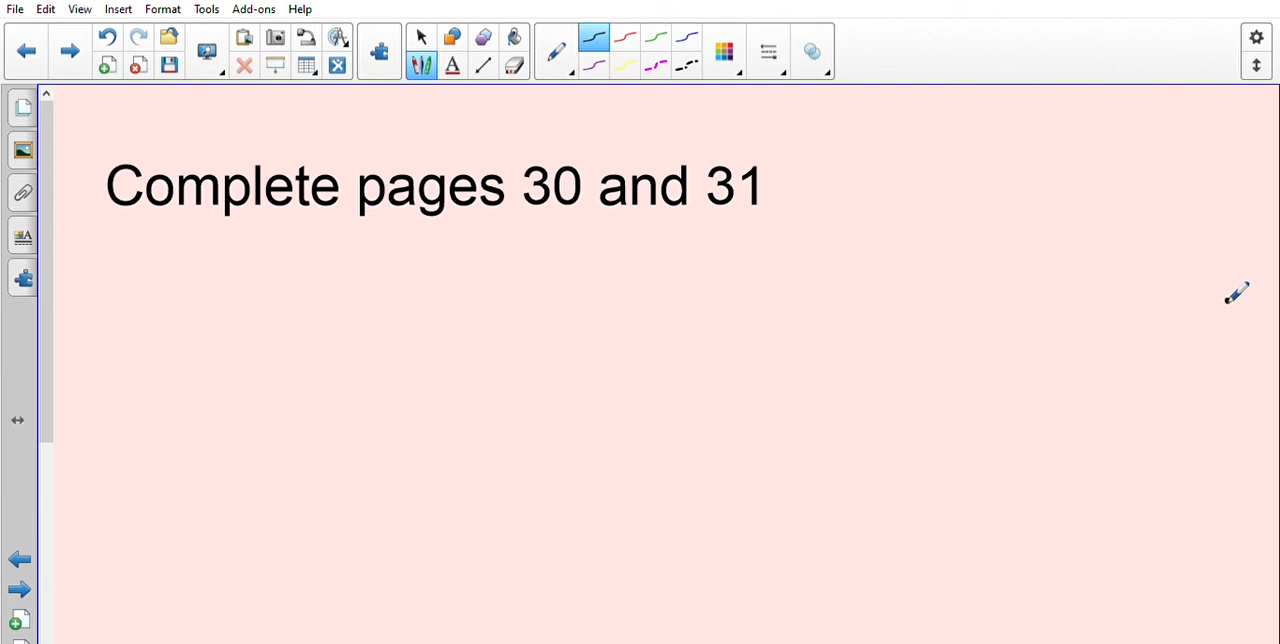 File Edit View Insert Format Tools Add-ons Help
Complete pages 30 and 31